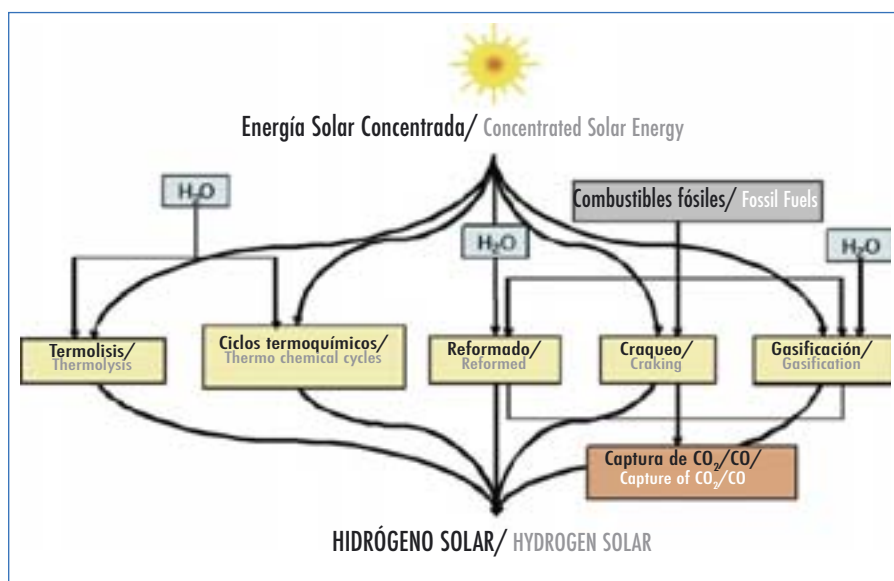 Energía Solar Concentrada/ Concentrated Solar Energy
H₂O
Combustibles fósiles/ Fossil Fuels
H₂O
H₂O
Termolisis/
Thermolysis
Ciclos termoquímicos/
Thermo chemical cycles
Reformado/
Reformed
Craqueo/
Craking
Gasificación/
Gasification
Captura de CO₂/CO/
Capture of CO₂/CO
HIDRÓGENO SOLAR/ HYDROGEN SOLAR